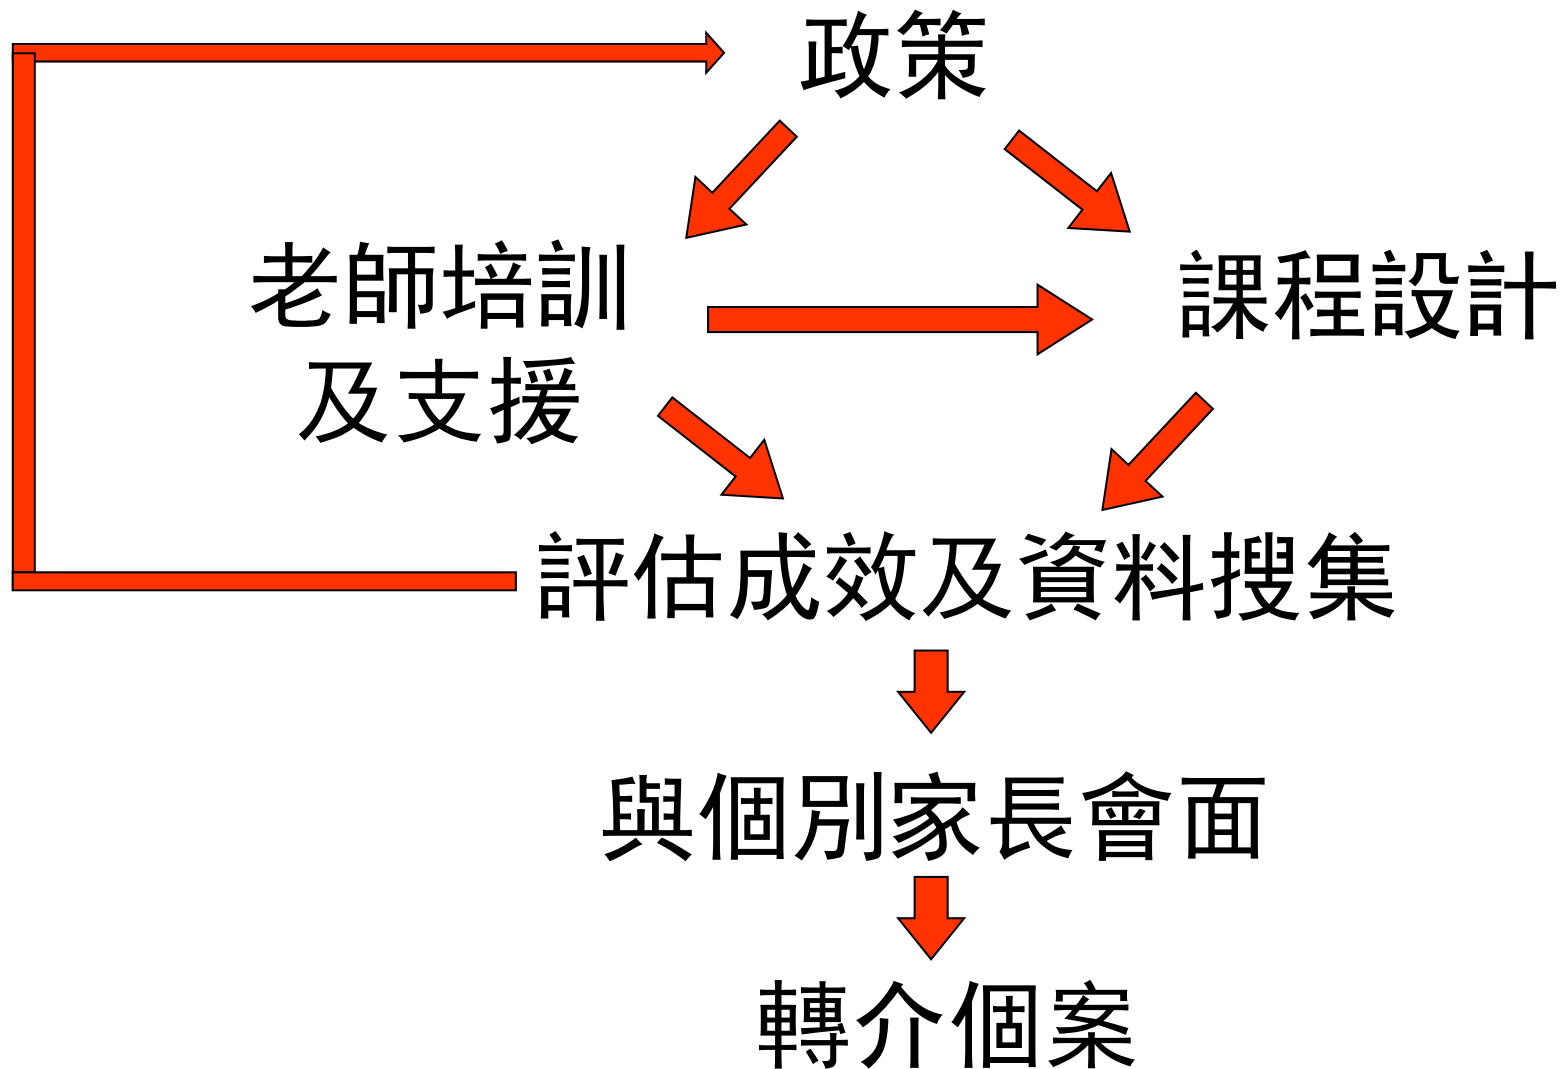 政策
老師培訓
及支援
課程設計
評估成效及資料搜集
與個別家長會面
轉介個案